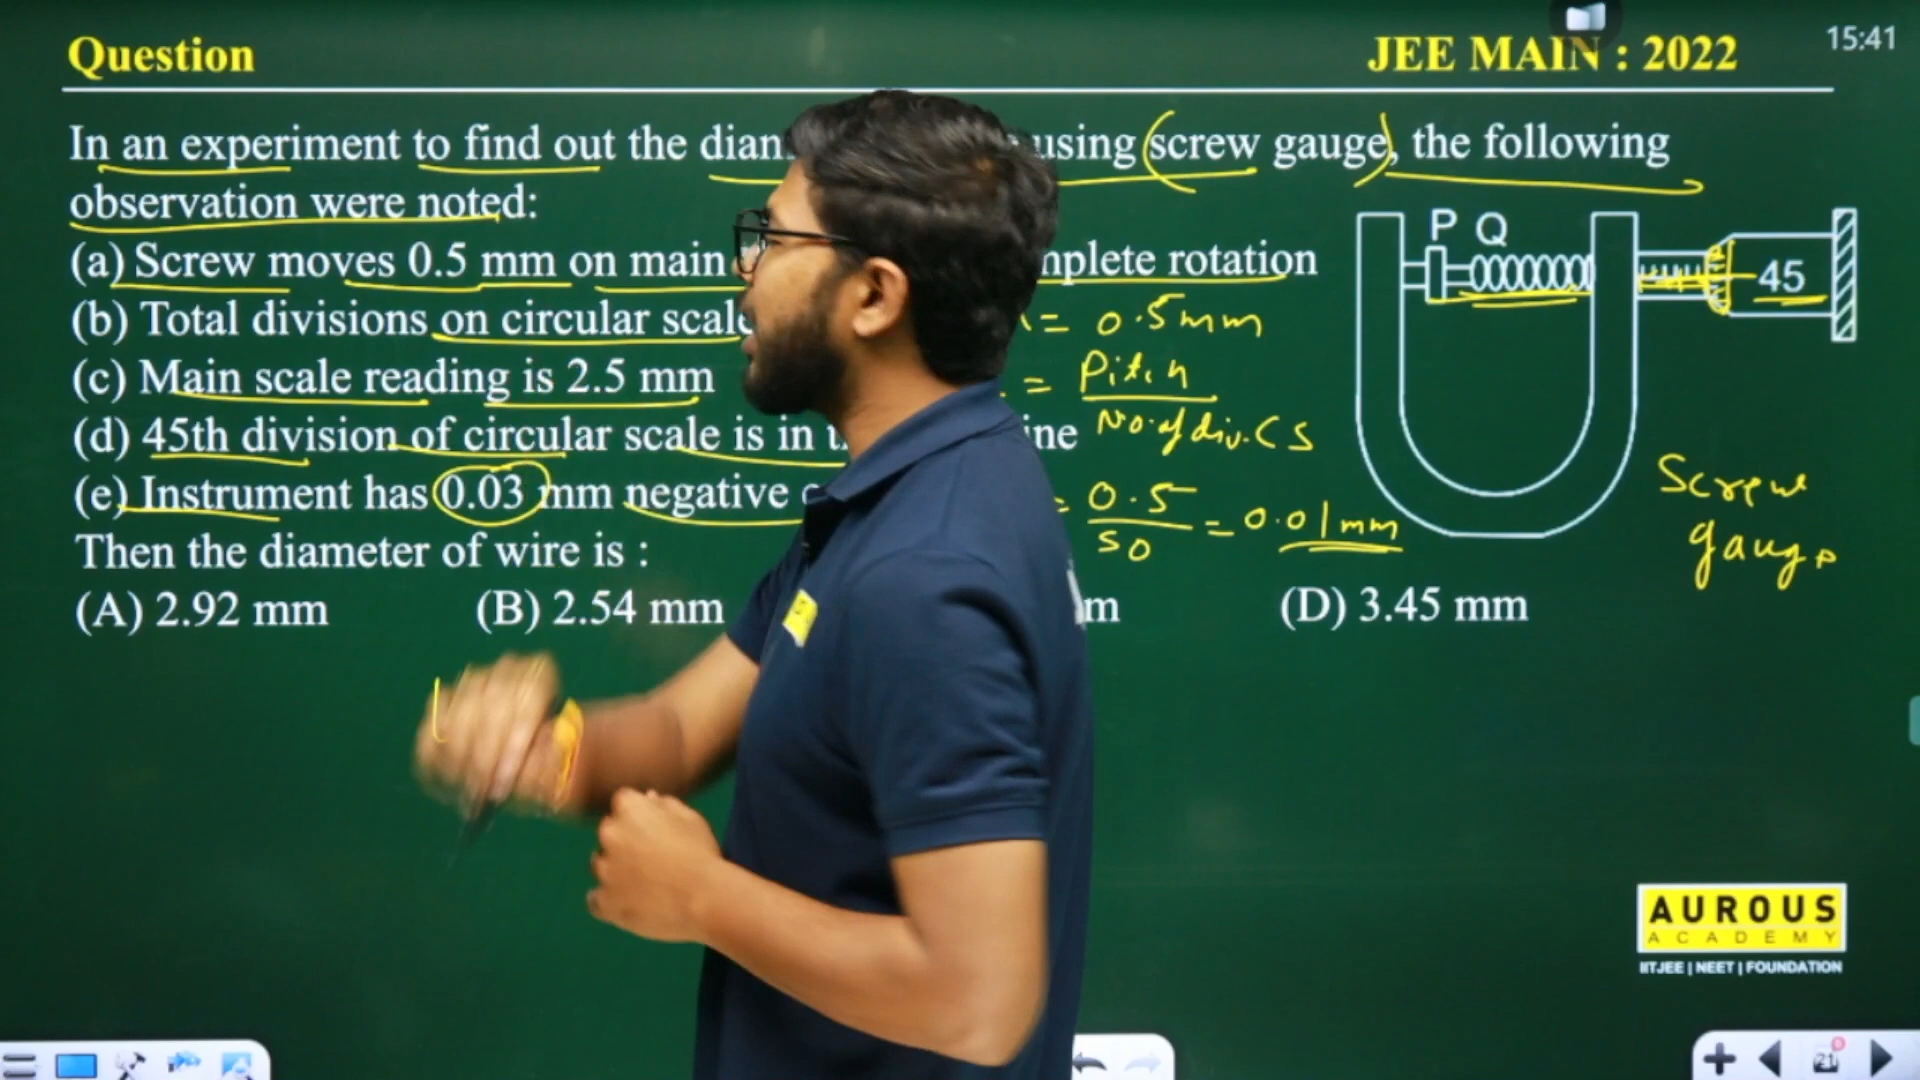 Question
JEE MAIN : 2022
15:41
In an experiment to find out the using screw gauge, the following
observation were noted:
(a) Screw moves 0.5 mm on main rotation
(b) Total divisions on circular scale
= 0.5mm
(c) Main scale reading is 2.5 mm
= Pitch
No. of div. CS
(d) 45th division of circular scale is in
(e) Instrument has 0.03 mm negative
= 0.5
50
= 0.01mm
Then the diameter of wire is :
(A) 2.92 mm (B) 2.54 mm (D) 3.45 mm
P Q
45
Screw
gauge
AUROUS
ACADEMY
IITJEE | NEET | FOUNDATION
21